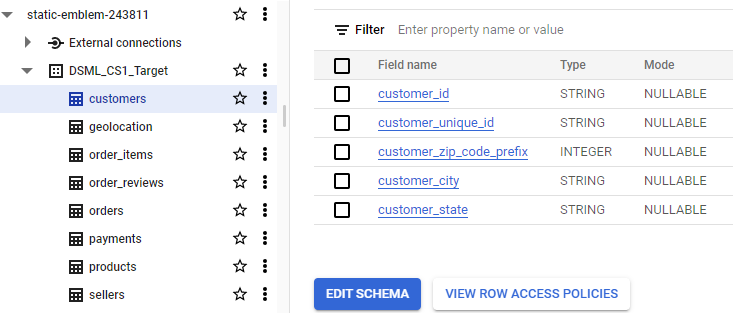 static-emblem-243811
External connections
DSML_CS1_Target
customers
geolocation
order_items
order_reviews
orders
payments
products
sellers
Filter Enter property name or value
Field name Type Mode
customer_id STRING NULLABLE
customer_unique_id STRING NULLABLE
customer_zip_code_prefix INTEGER NULLABLE
customer_city STRING NULLABLE
customer_state STRING NULLABLE
EDIT SCHEMA VIEW ROW ACCESS POLICIES